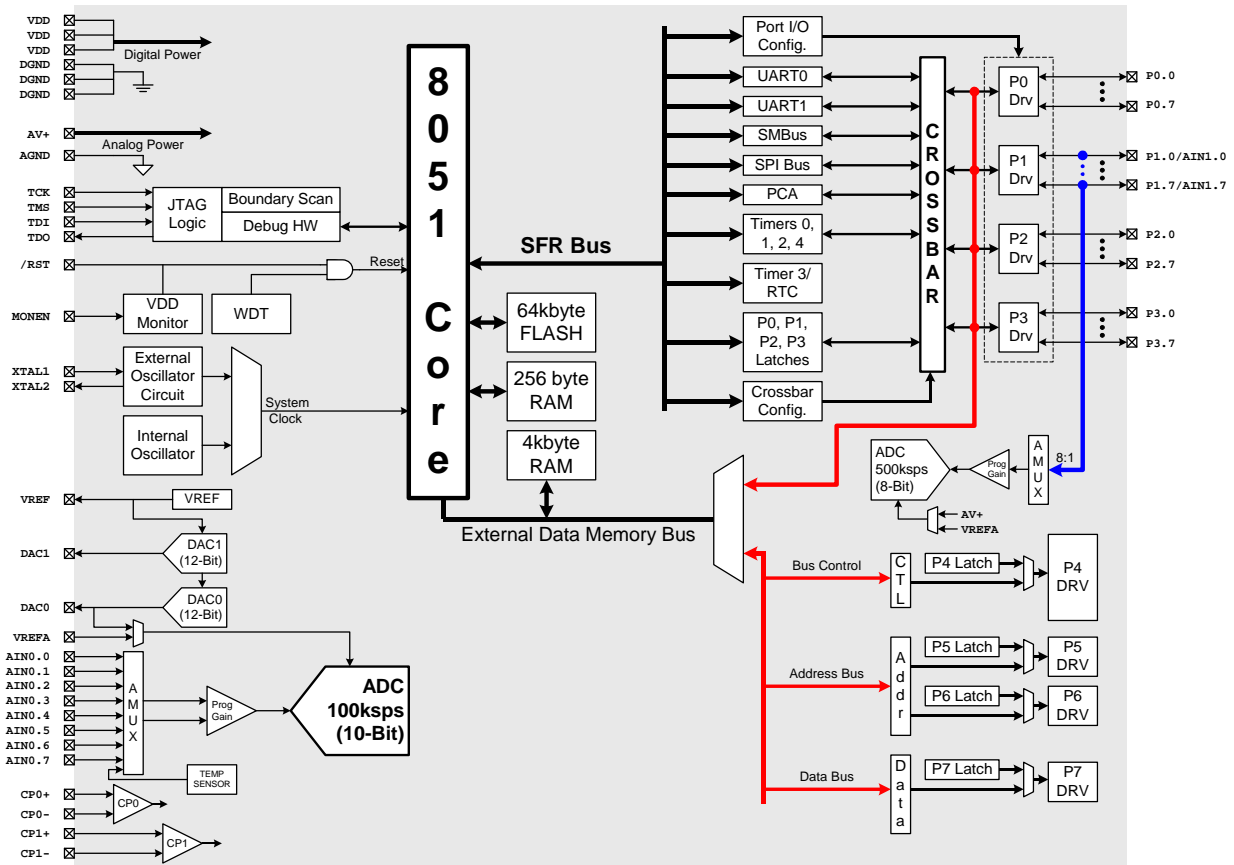 VDD
VDD
VDD
Digital Power
DGND
DGND
DGND
AV+
Analog Power
AGND
TCK
TMS
TDI
TDO
JTAG
Logic
Boundary Scan
Debug HW
/RST
Reset
MONEN
VDD
Monitor
WDT
XTAL1
XTAL2
External
Oscillator
Circuit
System
Clock
Internal
Oscillator
VREF
VREF
DAC1
DAC1
(12-Bit)
DAC0
DAC0
(12-Bit)
VREFA
AIN0.0
AIN0.1
AIN0.2
AIN0.3
AIN0.4
AIN0.5
AIN0.6
AIN0.7
AMUX
Prog
Gain
ADC
100ksps
(10-Bit)
TEMP
SENSOR
CP0+
CP0-
CP0
CP1+
CP1-
CP1
8051 Core
SFR Bus
64kbyte
FLASH
256 byte
RAM
4kbyte
RAM
External Data Memory Bus
Port I/O
Config.
UART0
UART1
SMBus
SPI Bus
PCA
Timers 0,
1, 2, 4
Timer 3/
RTC
P0, P1,
P2, P3
Latches
Crossbar
Config.
CROSSBAR
P0
Drv
P1
Drv
P2
Drv
P3
Drv
P0.0
P0.7
P1.0/AIN1.0
P1.7/AIN1.7
P2.0
P2.7
P3.0
P3.7
ADC
500ksps
(8-Bit)
Prog
Gain
AMUX
8:1
AV+
VREFA
Bus Control
CTL
P4 Latch
P4
DRV
Address Bus
Addr
P5 Latch
P5
DRV
P6 Latch
P6
DRV
Data Bus
Data
P7 Latch
P7
DRV